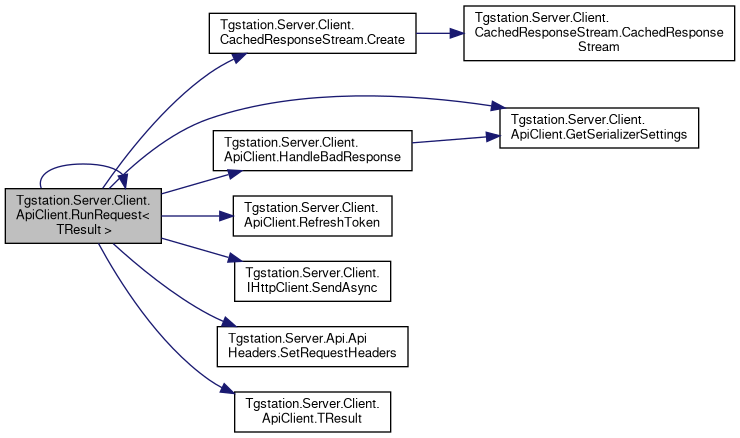 Tgstation.Server.Client.
CachedResponseStream.Create
Tgstation.Server.Client.
CachedResponseStream.CachedResponse
Stream
Tgstation.Server.Client.
ApiClient.GetSerializerSettings
Tgstation.Server.Client.
ApiClient.HandleBadResponse
Tgstation.Server.Client.
ApiClient.RunRequest<
TResult >
Tgstation.Server.Client.
ApiClient.RefreshToken
Tgstation.Server.Client.
IHttpClient.SendAsync
Tgstation.Server.Api.Api
Headers.SetRequestHeaders
Tgstation.Server.Client.
ApiClient.TResult